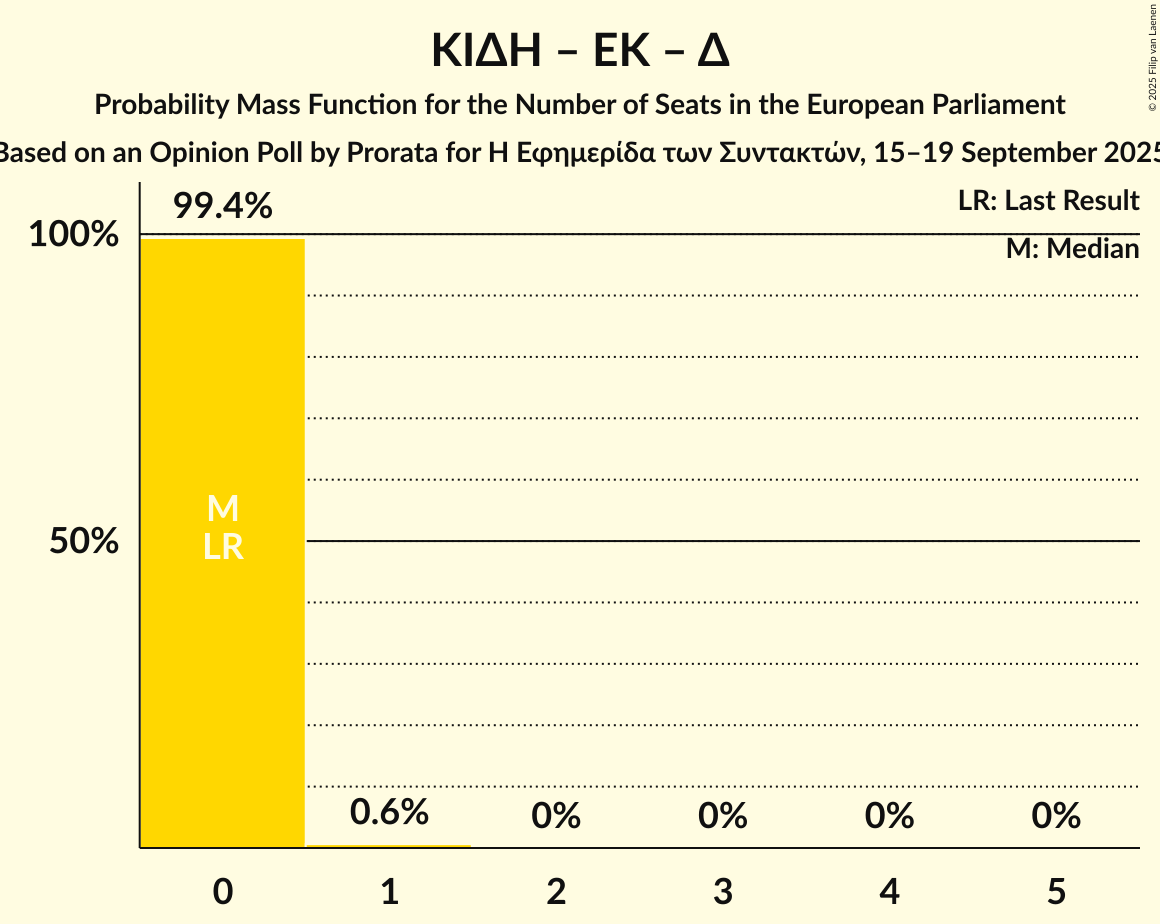 ΚΙΔΗ – ΕΚ – Δ
Probability Mass Function for the Number of Seats in the European Parliament
Based on an Opinion Poll by Prorata for Η Εφημερίδα των Συντακτών, 15–19 September 2025
© 2025 Filip van Laenen
LR: Last Result
M: Median
99.4%
100%
50%
M
LR
0.6%
0%
0%
0%
0%
0
1
2
3
4
5